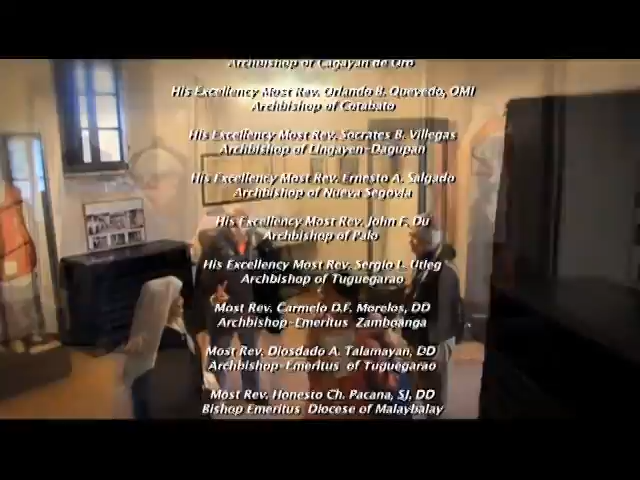 Archbishop of Cagayan de Oro
His Excellency Most Rev. Orlando B. Quevedo, OMI
Archbishop of Cotabato
His Excellency Most Rev. Socrates B. Villegas
Archbishop of Lingayen-Dagupan
His Excellency Most Rev. Ernesto A. Salgado
Archbishop of Nueva Segovia
His Excellency Most Rev. John F. Du
Archbishop of Palo
His Excellency Most Rev. Sergio L. Utleg
Archbishop of Tuguegarao
Most Rev. Carmelo D.F. Morelos, DD
Archbishop-Emeritus Zamboanga
Most Rev. Diosdado A. Talamayan, DD
Archbishop-Emeritus of Tuguegarao
Most Rev. Honesto Ch. Pacana, SJ, DD
Bishop Emeritus Diocese of Malaybalay